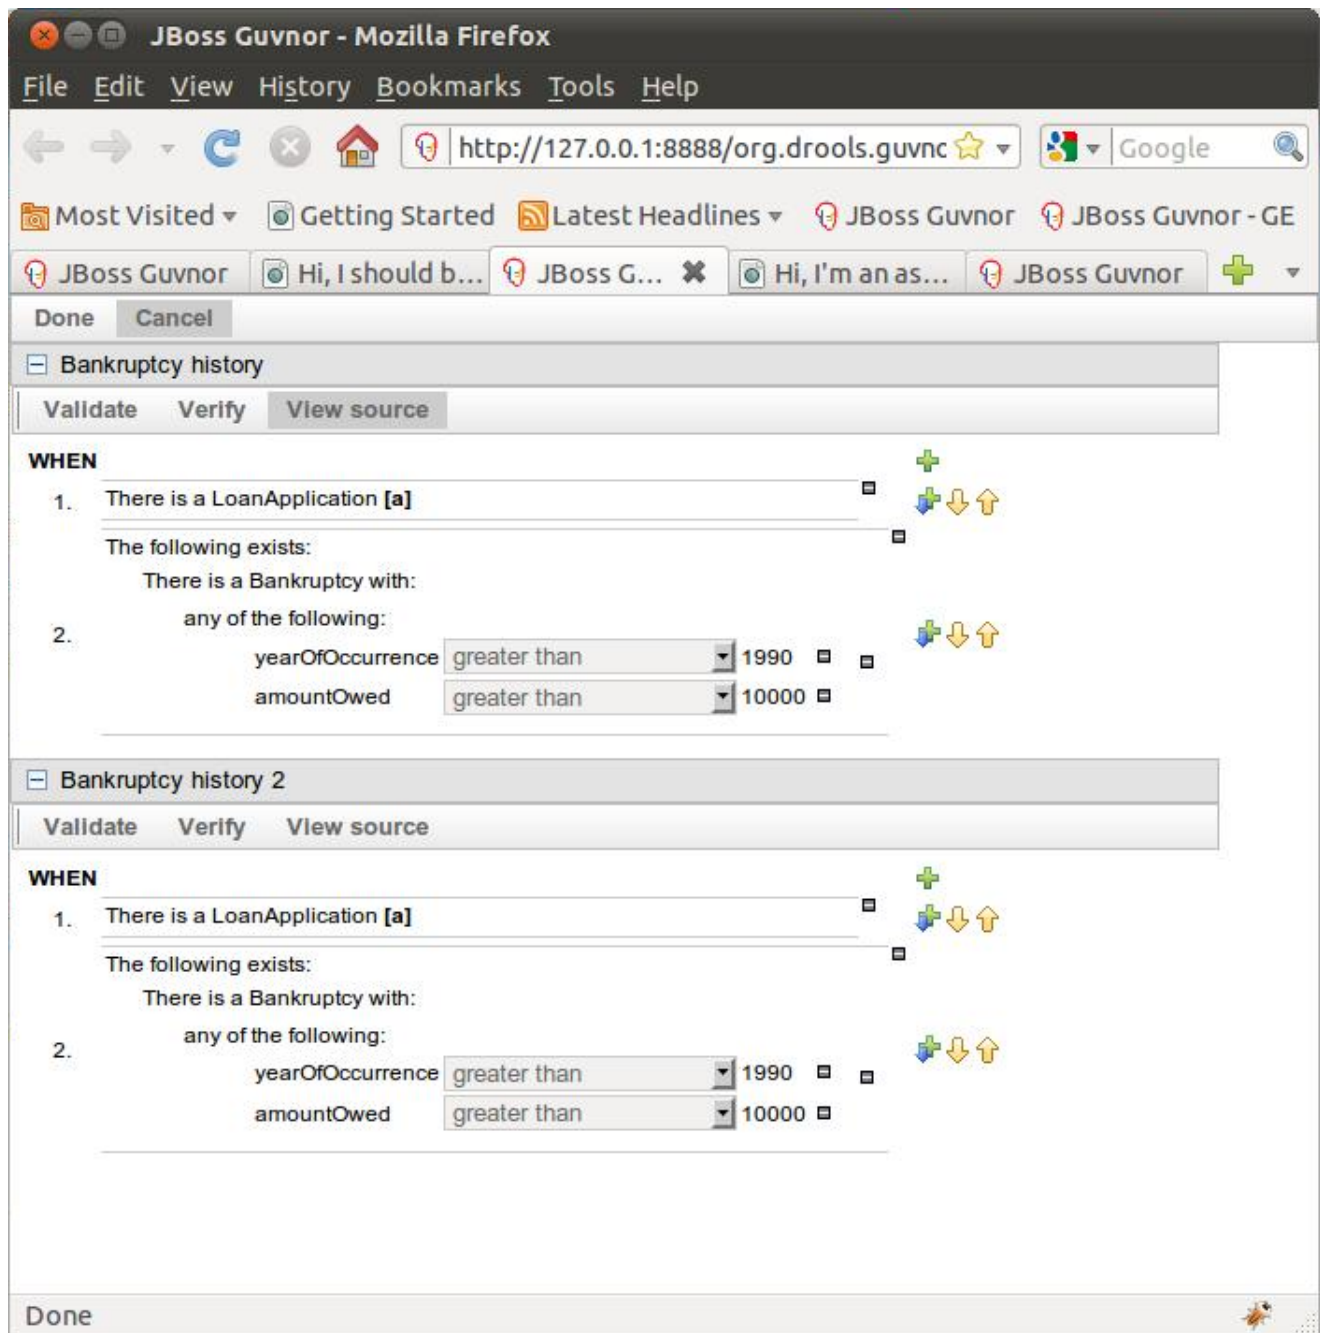 JBoss Guvnor - Mozilla Firefox
File Edit View History Bookmarks Tools Help
http://127.0.0.1:8888/org.drools.guvnc Google
Most Visited Getting Started Latest Headlines JBoss Guvnor JBoss Guvnor - GE
JBoss Guvnor Hi, I should b... JBoss G... Hi, I'm an as... JBoss Guvnor
Done Cancel
Bankruptcy history
Validate Verify View source
WHEN
1. There is a LoanApplication [a]
The following exists:
There is a Bankruptcy with:
any of the following:
2.
yearOfOccurrence greater than 1990
amountOwed greater than 10000
Bankruptcy history 2
Validate Verify View source
WHEN
1. There is a LoanApplication [a]
The following exists:
There is a Bankruptcy with:
any of the following:
2.
yearOfOccurrence greater than 1990
amountOwed greater than 10000
Done